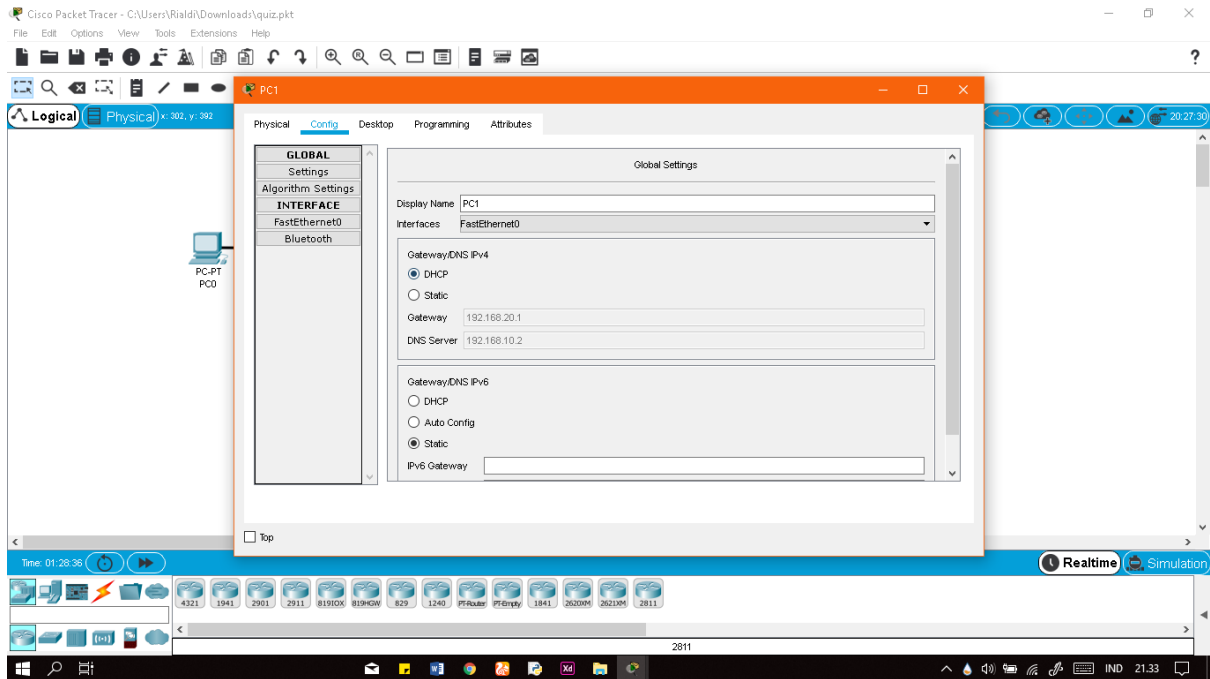 Cisco Packet Tracer - C:\Users\Rialdi\Downloads\quiz.pkt
File Edit Options View Tools Extensions Help
?
PC1
Logical Physical x: 302, y: 392
20:27:30
Physical Config Desktop Programming Attributes
GLOBAL
Settings
Algorithm Settings
INTERFACE
FastEthernet0
Bluetooth
Global Settings
Display Name PC1
Interfaces FastEthernet0
Gateway/DNS IPv4
DHCP
Static
Gateway 192.168.20.1
DNS Server 192.168.10.2
Gateway/DNS IPv6
DHCP
Auto Config
Static
IPv6 Gateway
PC-PT
PC0
Top
Time: 01:28:36
Realtime Simulation
4321 1941 2901 2911 819IOX 819HGW 829 1240 PT-Router PT-Empty 1841 2620XM 2621XM 2811
2811
IND 21.33